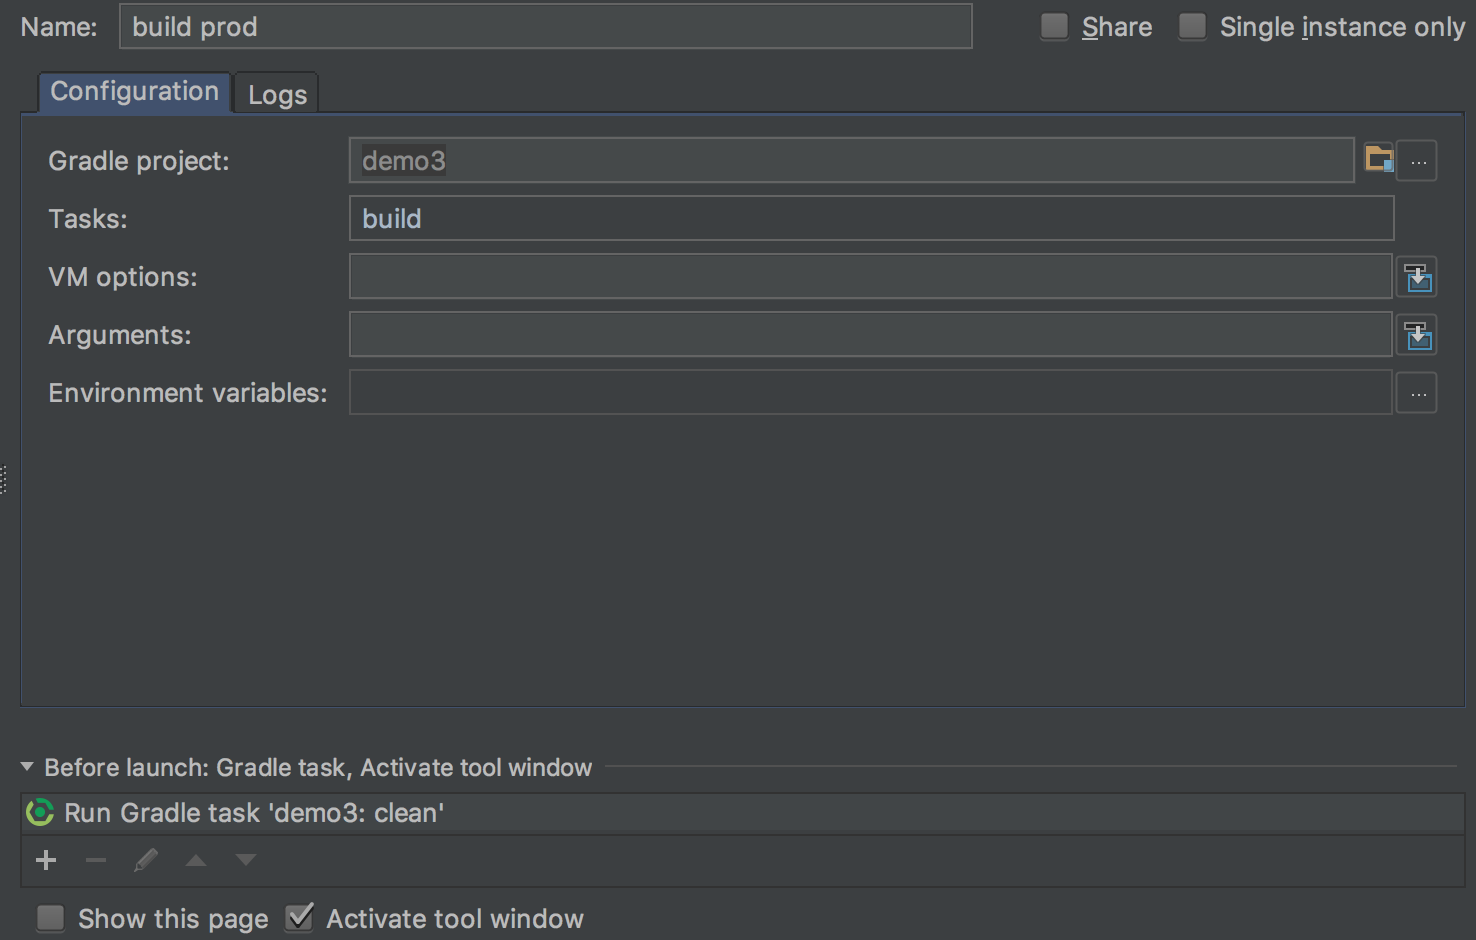 Name: build prod Share Single instance only
Configuration Logs
Gradle project: demo3 ...
Tasks: build
VM options:
Arguments:
Environment variables: ...
Before launch: Gradle task, Activate tool window
Run Gradle task 'demo3: clean'
Show this page Activate tool window